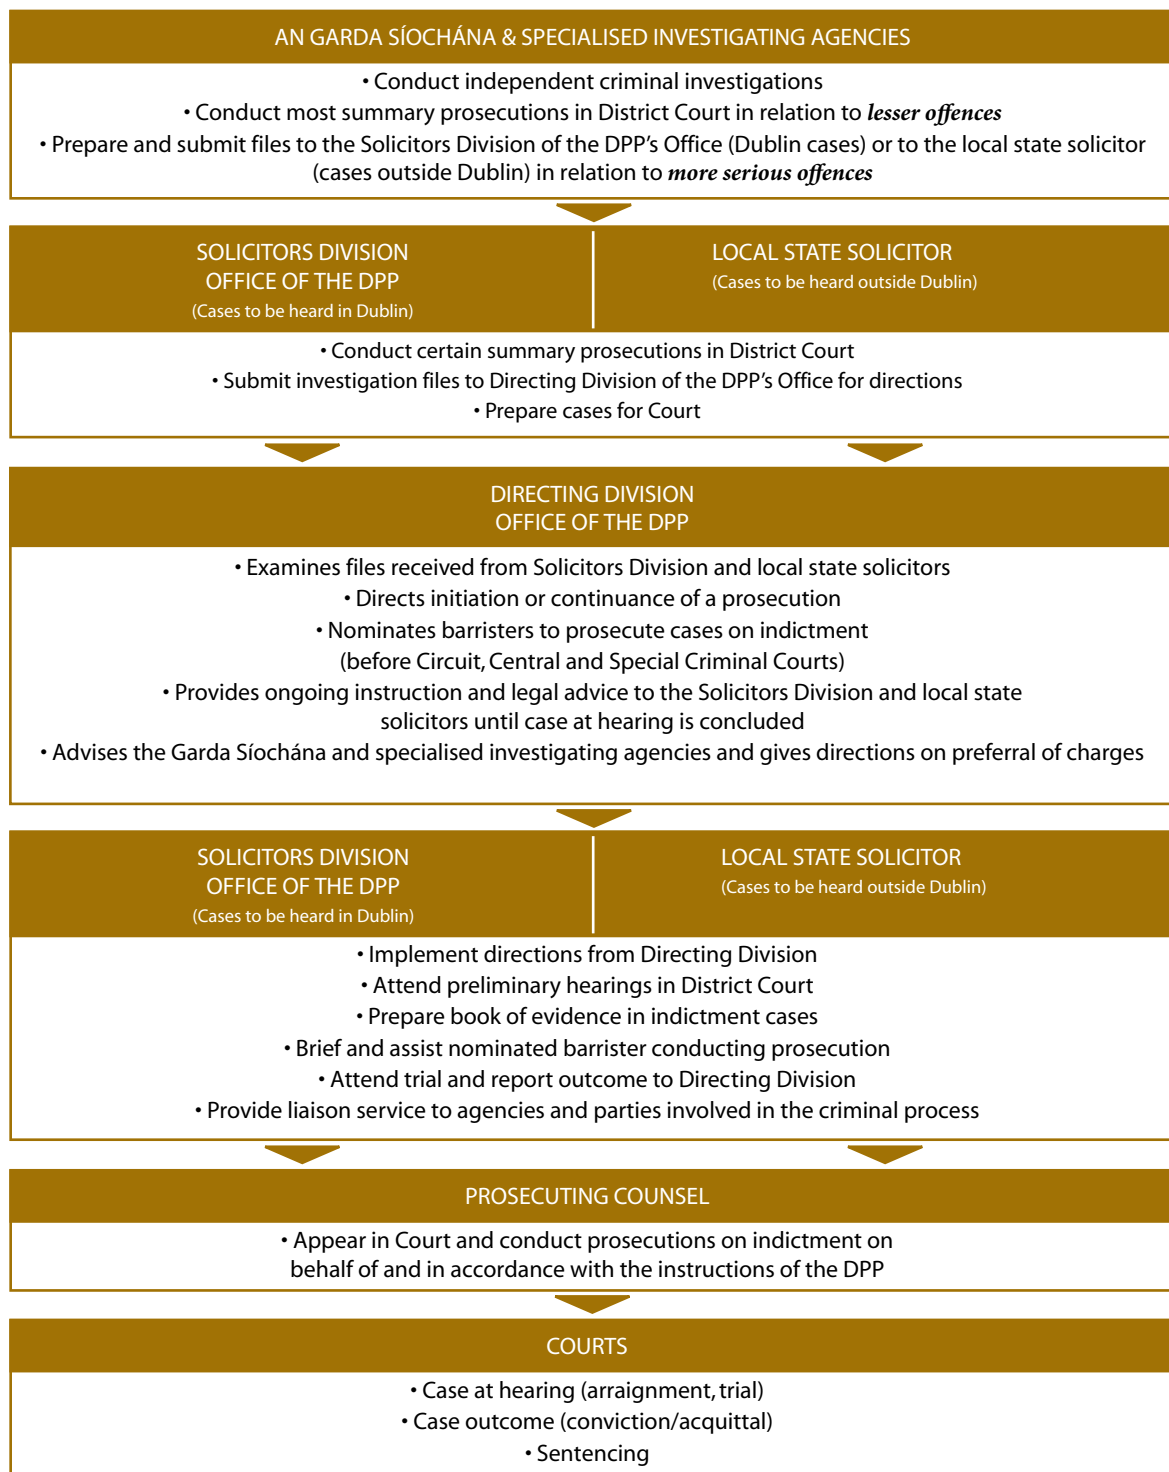 AN GARDA SÍOCHÁNA & SPECIALISED INVESTIGATING AGENCIES
• Conduct independent criminal investigations
• Conduct most summary prosecutions in District Court in relation to lesser offences
• Prepare and submit files to the Solicitors Division of the DPP's Office (Dublin cases) or to the local state solicitor
(cases outside Dublin) in relation to more serious offences
SOLICITORS DIVISION
OFFICE OF THE DPP
(Cases to be heard in Dublin)
LOCAL STATE SOLICITOR
(Cases to be heard outside Dublin)
• Conduct certain summary prosecutions in District Court
• Submit investigation files to Directing Division of the DPP's Office for directions
• Prepare cases for Court
DIRECTING DIVISION
OFFICE OF THE DPP
• Examines files received from Solicitors Division and local state solicitors
• Directs initiation or continuance of a prosecution
• Nominates barristers to prosecute cases on indictment
(before Circuit, Central and Special Criminal Courts)
• Provides ongoing instruction and legal advice to the Solicitors Division and local state
solicitors until case at hearing is concluded
• Advises the Garda Síochána and specialised investigating agencies and gives directions on preferral of charges
SOLICITORS DIVISION
OFFICE OF THE DPP
(Cases to be heard in Dublin)
LOCAL STATE SOLICITOR
(Cases to be heard outside Dublin)
• Implement directions from Directing Division
• Attend preliminary hearings in District Court
• Prepare book of evidence in indictment cases
• Brief and assist nominated barrister conducting prosecution
• Attend trial and report outcome to Directing Division
• Provide liaison service to agencies and parties involved in the criminal process
PROSECUTING COUNSEL
• Appear in Court and conduct prosecutions on indictment on
behalf of and in accordance with the instructions of the DPP
COURTS
• Case at hearing (arraignment, trial)
• Case outcome (conviction/acquittal)
• Sentencing